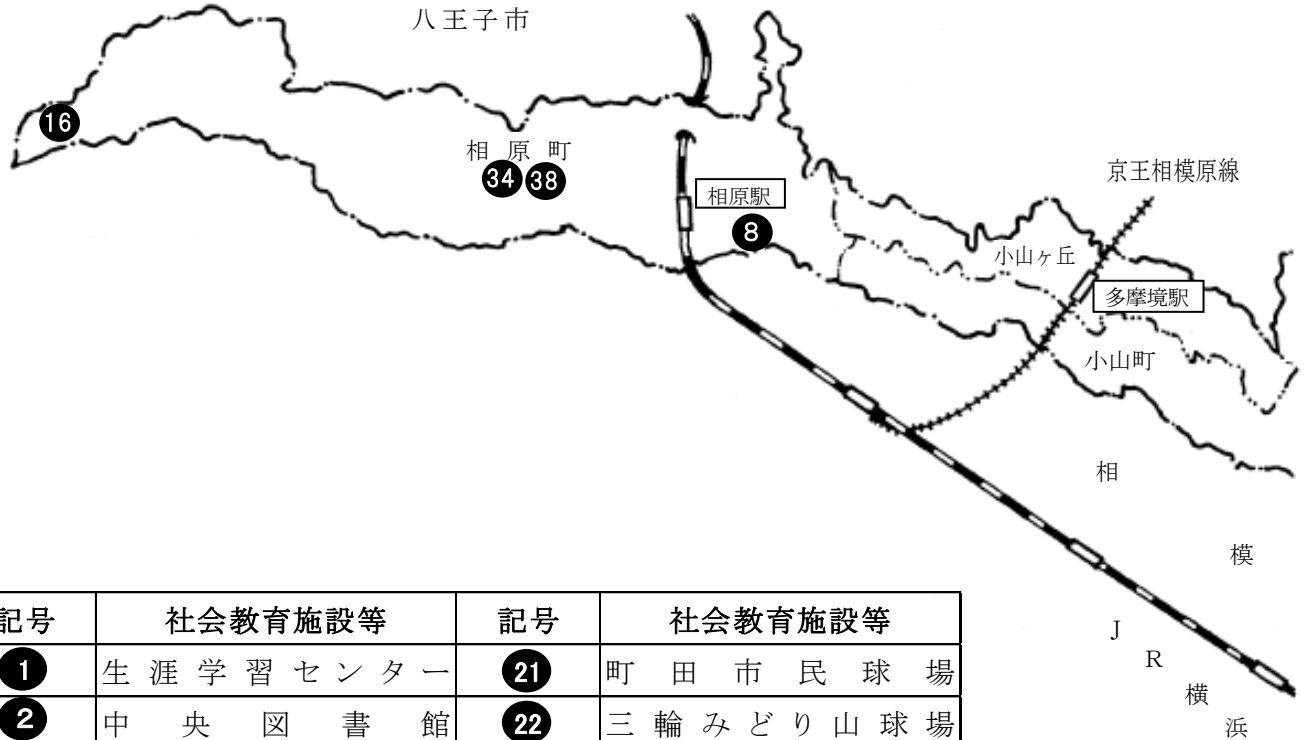 八王子市
16
相原町
34 38
京王相模原線
相原駅
8
小山ヶ丘
多摩境駅
小山町
相
模
J
R
横
浜
記号 社会教育施設等 記号 社会教育施設等
1 生涯学習センター 21 町田市民球場
2 中央図書館 22 三輪みどり山球場